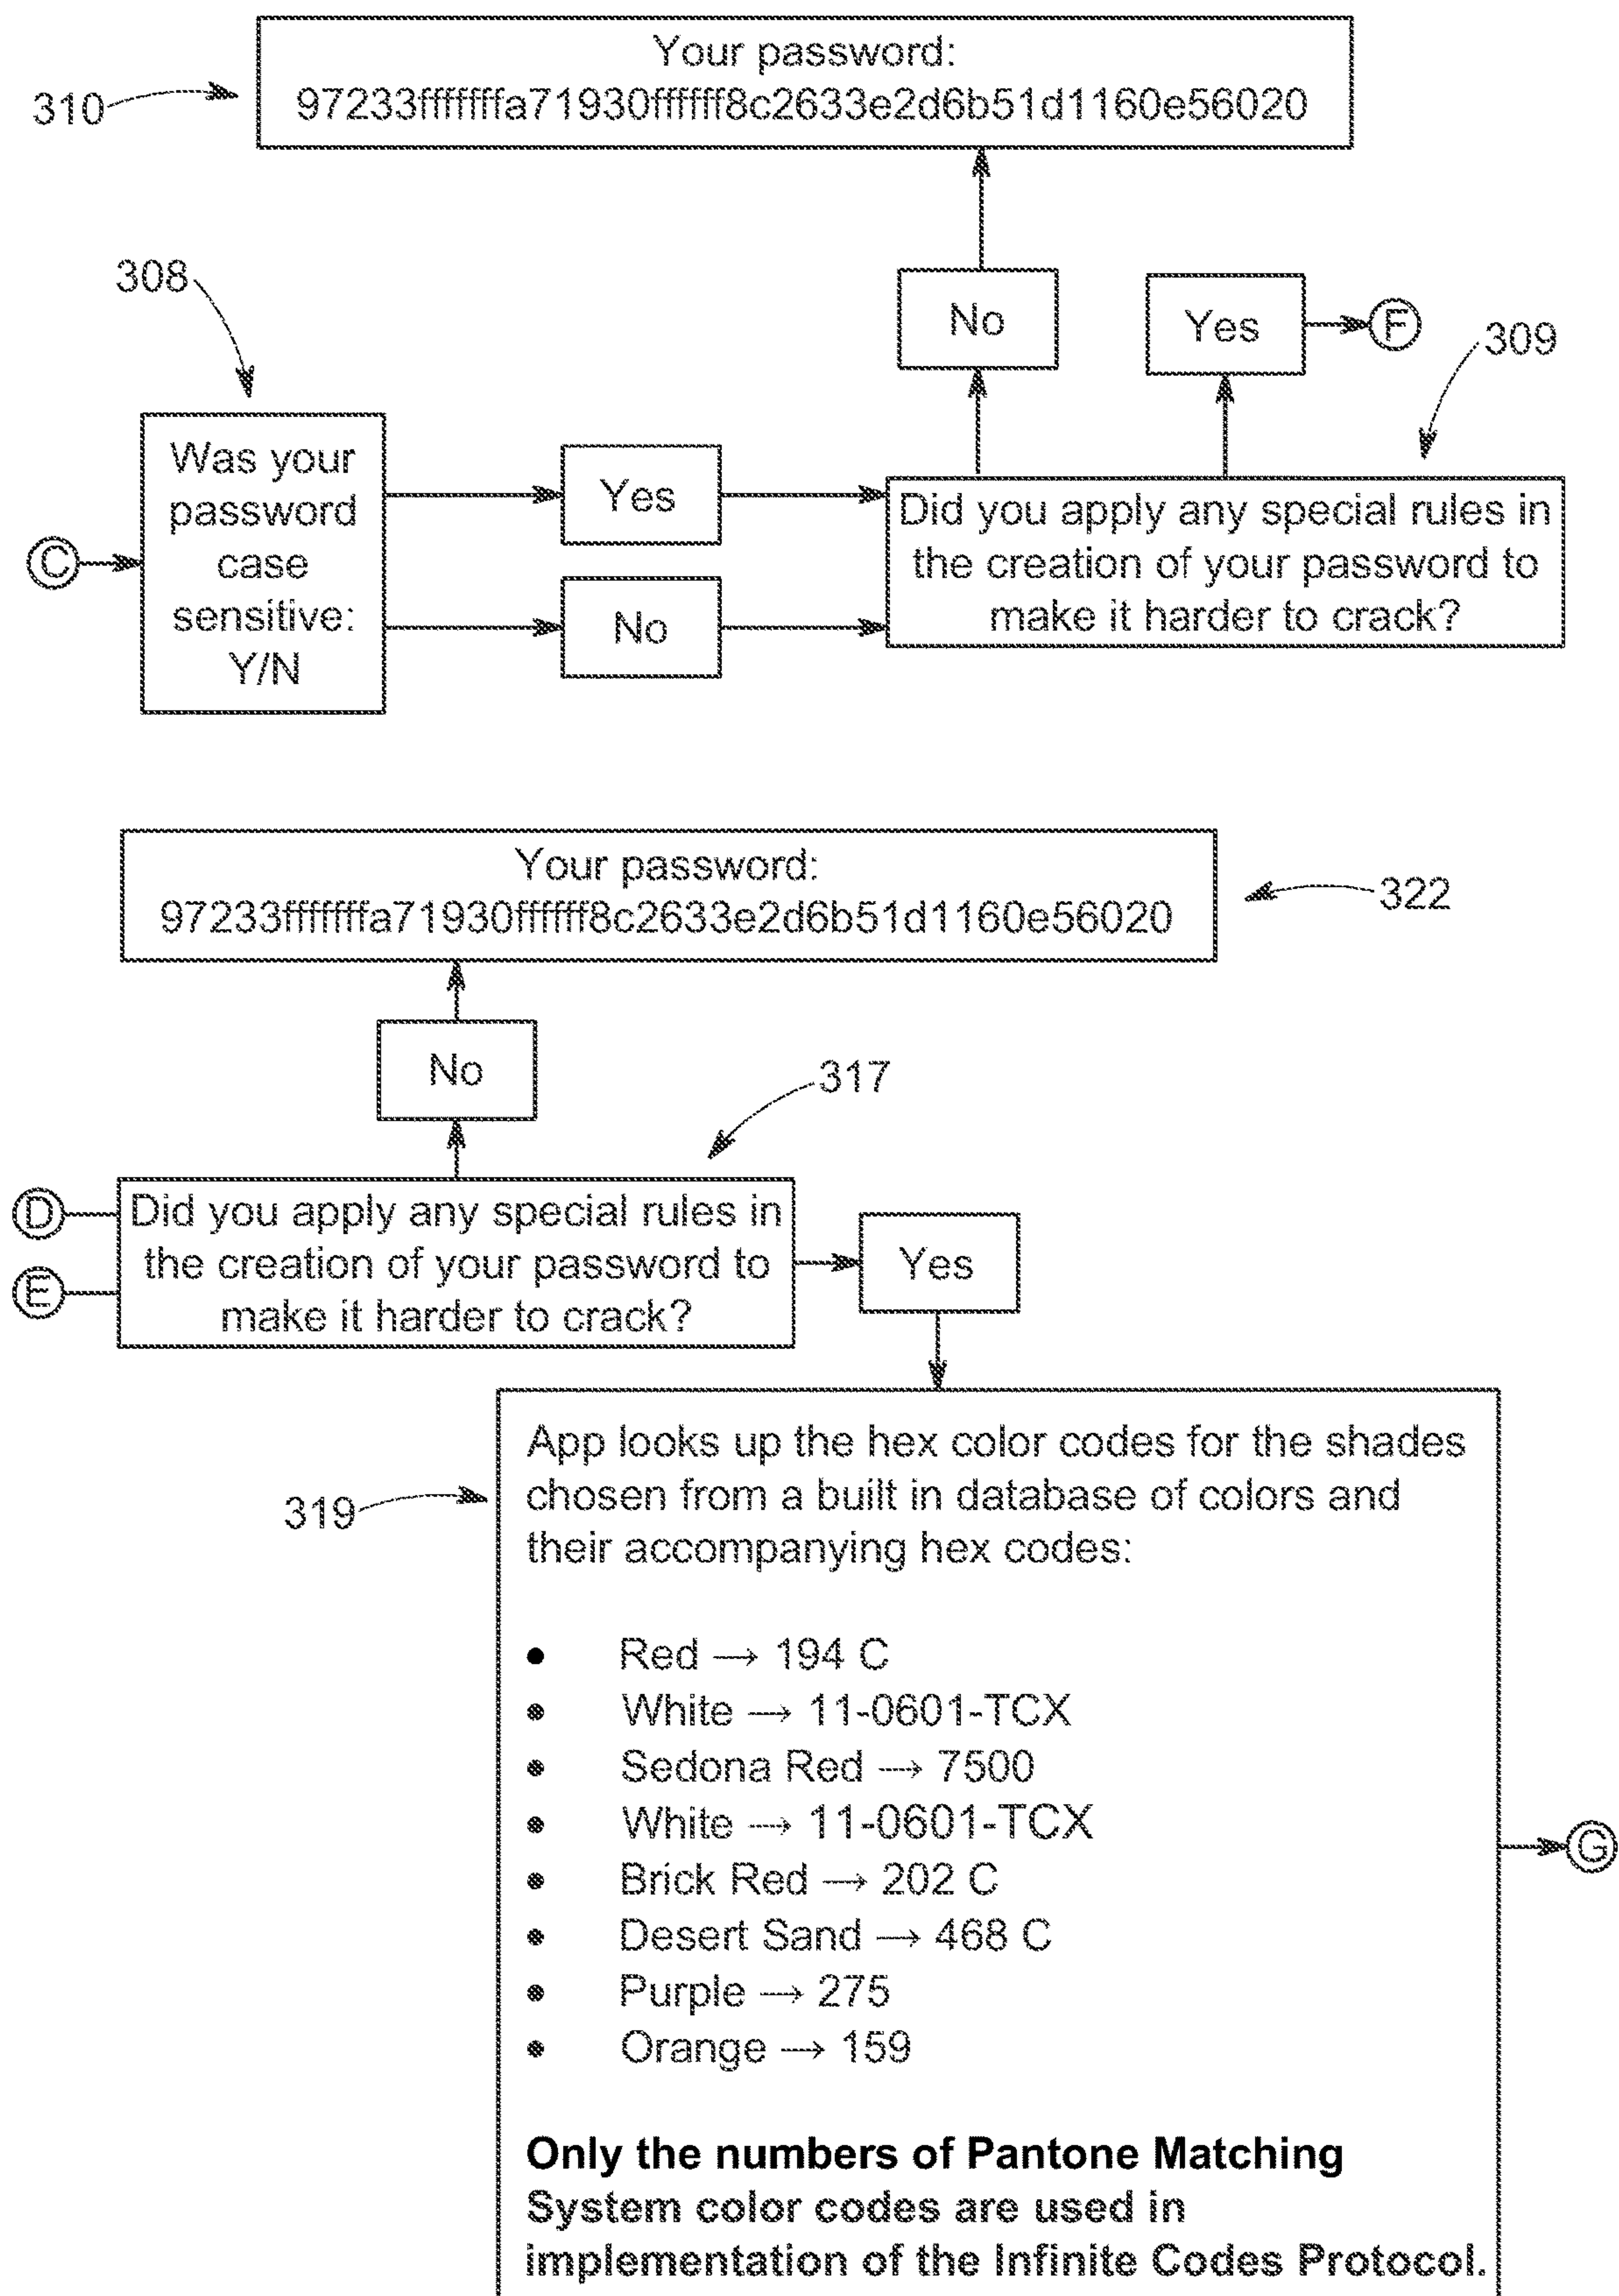 Your password:
310
97233fffffffa71930ffffff8c2633e2d6b51d1160e56020
308
No
Yes
F
309
Was your
password
case
sensitive:
Y/N
C
Yes
No
Did you apply any special rules in
the creation of your password to
make it harder to crack?
Your password:
97233fffffffa71930ffffff8c2633e2d6b51d1160e56020
322
No
317
D
E
Did you apply any special rules in
the creation of your password to
make it harder to crack?
Yes
319
App looks up the hex color codes for the shades
chosen from a built in database of colors and
their accompanying hex codes:
• Red → 194 C
• White → 11-0601-TCX
• Sedona Red → 7500
• White → 11-0601-TCX
• Brick Red → 202 C
• Desert Sand → 468 C
• Purple → 275
• Orange → 159
G
Only the numbers of Pantone Matching
System color codes are used in
implementation of the Infinite Codes Protocol.